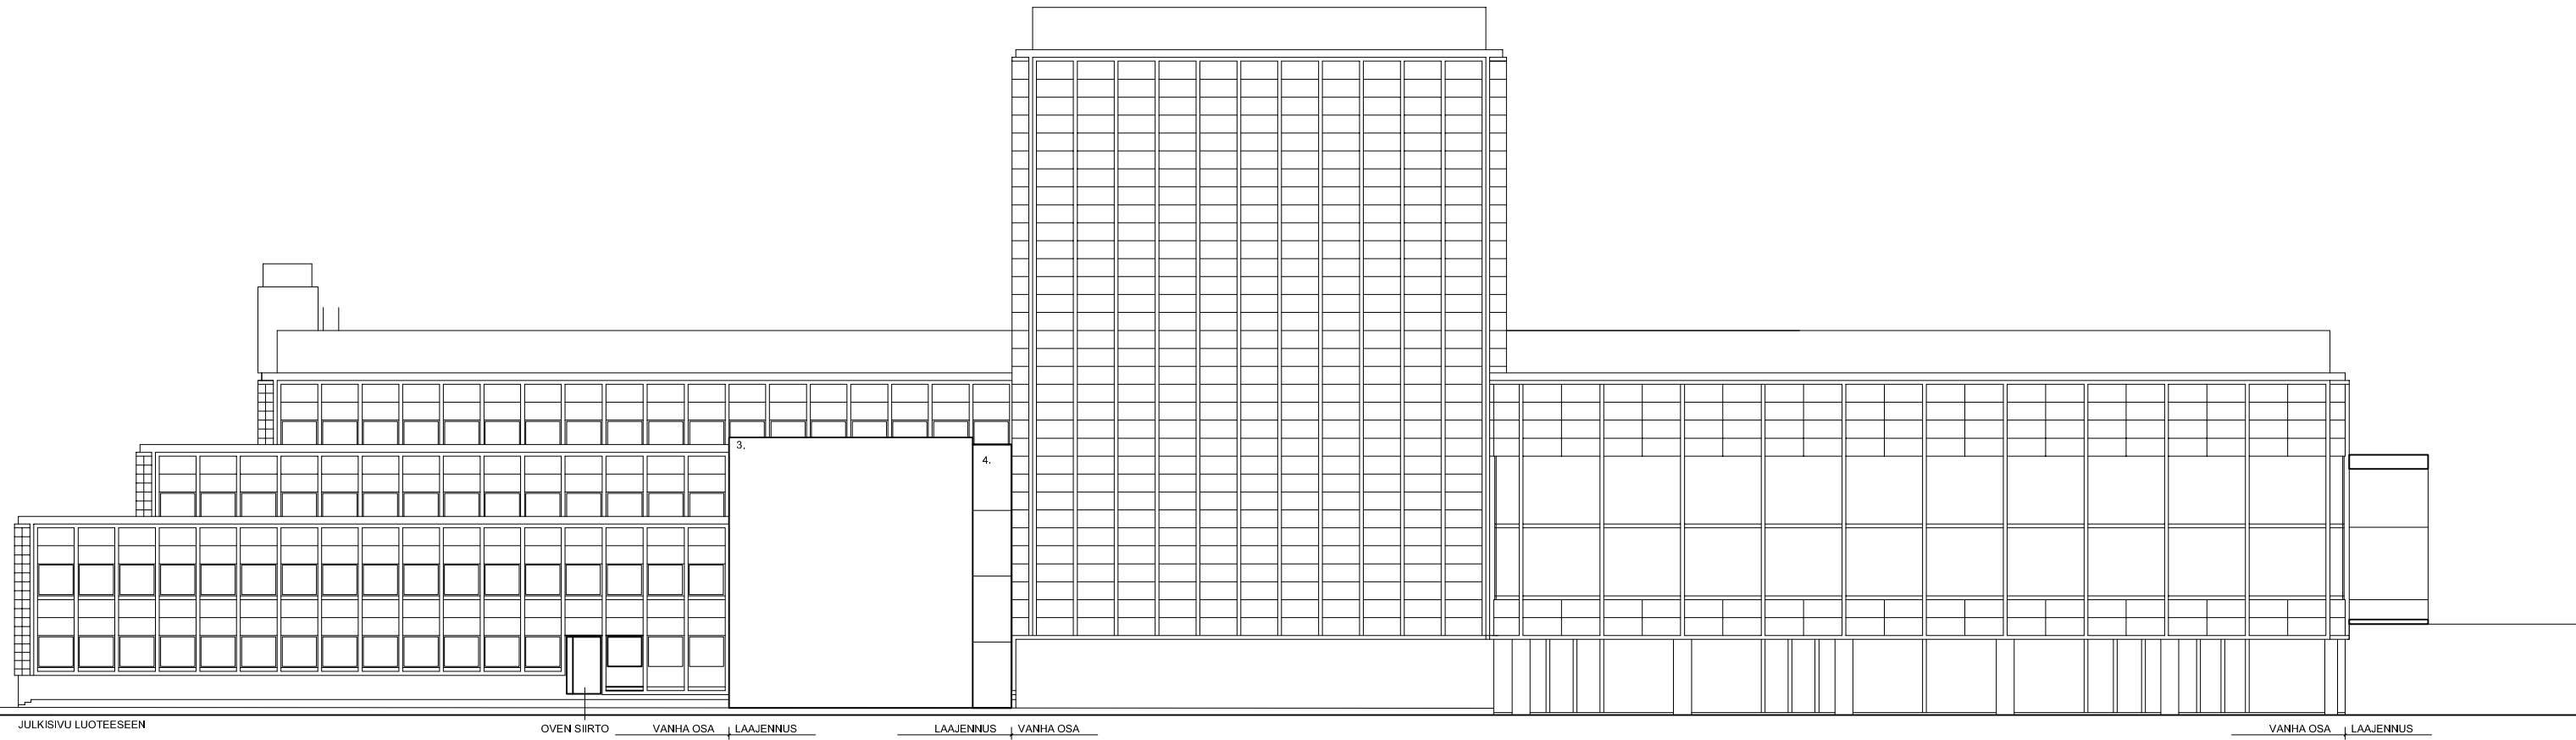 3.
4.
JULKISIVU LUOTEESEEN
OVEN SIIRTO
VANHA OSA
LAAJENNUS
LAAJENNUS
VANHA OSA
VANHA OSA
LAAJENNUS